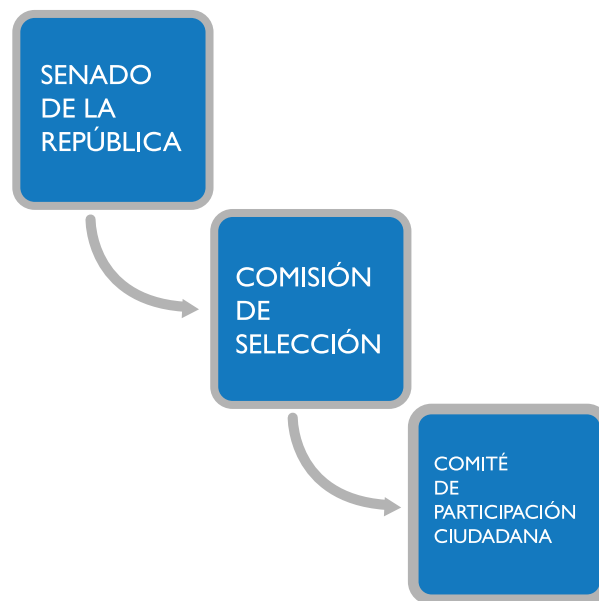 SENADO
DE LA
REPÚBLICA
COMISIÓN
DE
SELECCIÓN
COMITÉ
DE
PARTICIPACIÓN
CIUDADANA